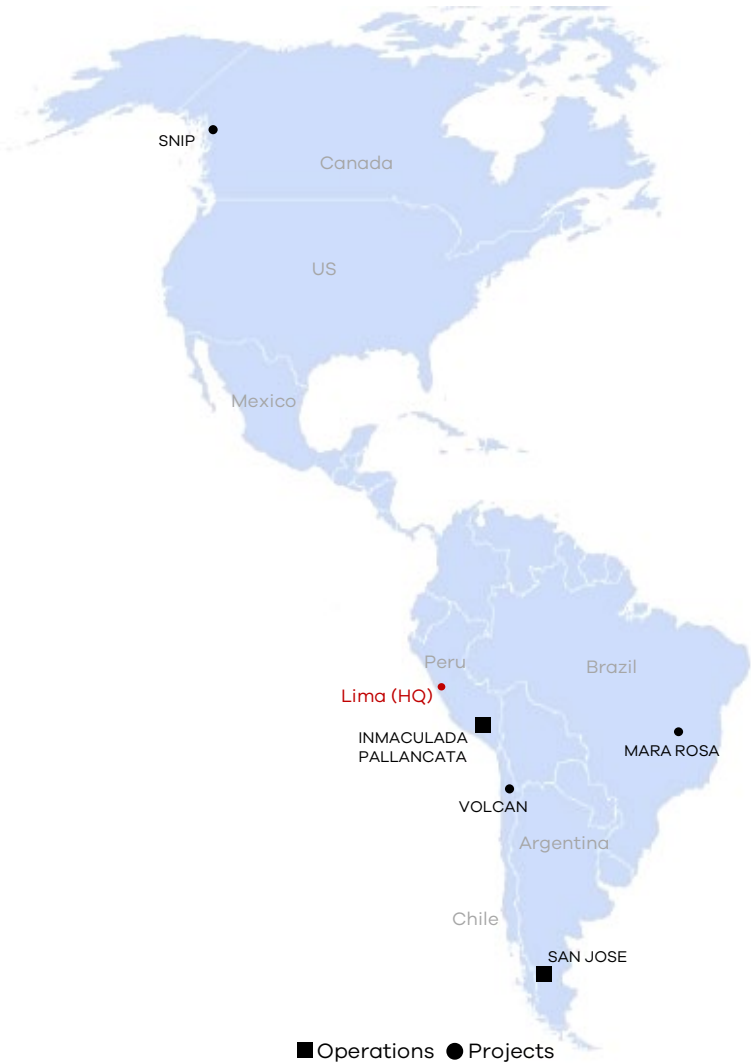 SNIP
Canada
US
Mexico
Peru
Brazil
Lima (HQ)
INMACULADA
PALLANCATA
MARA ROSA
VOLCAN
Argentina
Chile
SAN JOSE
Operations Projects